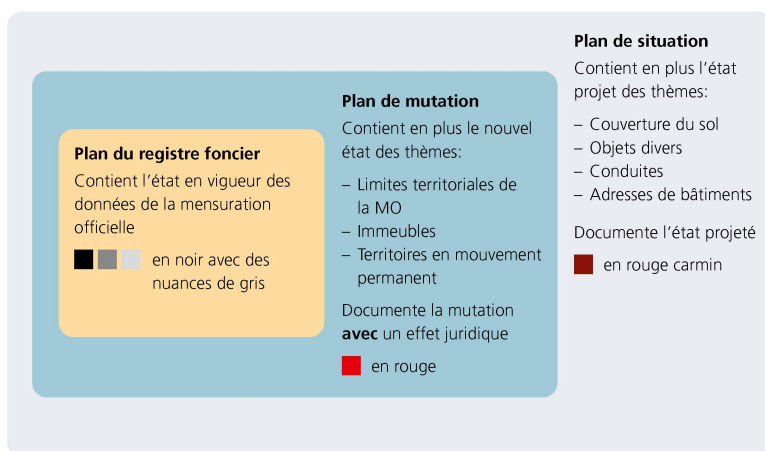 Plan du registre foncier
Contient l’état en vigueur des
données de la mensuration
officielle
en noir avec des
nuances de gris
Plan de mutation
Contient en plus le nouvel
état des thèmes:
– Limites territoriales de
la MO
– Immeubles
– Territoires en mouvement
permanent
Documente la mutation
avec un effet juridique
en rouge
Plan de situation
Contient en plus l’état
projet des thèmes:
– Couverture du sol
– Objets divers
– Conduites
– Adresses de bâtiments
Documente l’état projeté
en rouge carmin